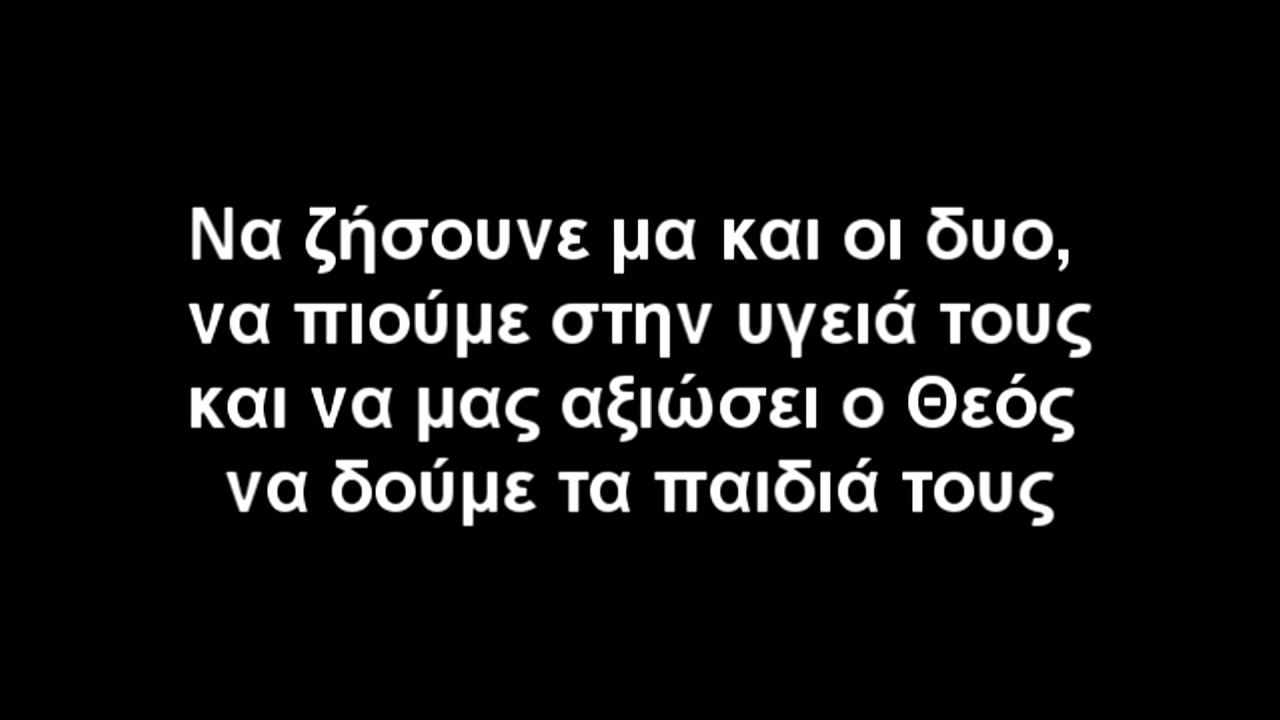 Να ζήσουνε μα και οι δυο,
να πιούμε στην υγειά τους
και να μας αξιώσει ο Θεός
να δούμε τα παιδιά τους